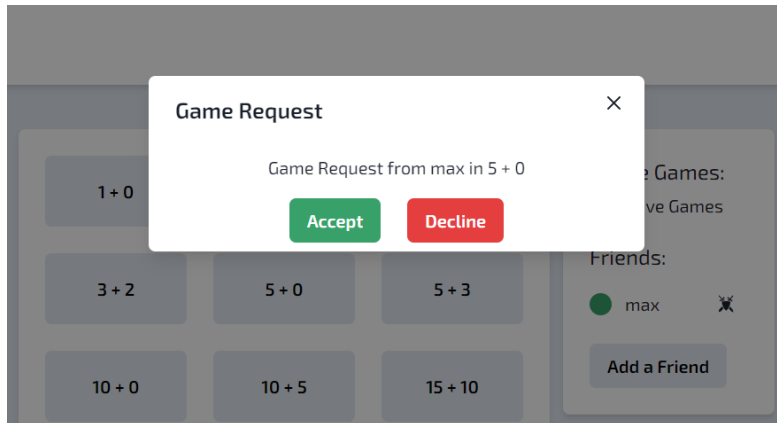 Game Request
Game Request from max in 5 + 0
Accept Decline
1 + 0
3 + 2 5 + 0 5 + 3
10 + 0 10 + 5 15 + 10
Games:
Games
Friends:
max
Add a Friend